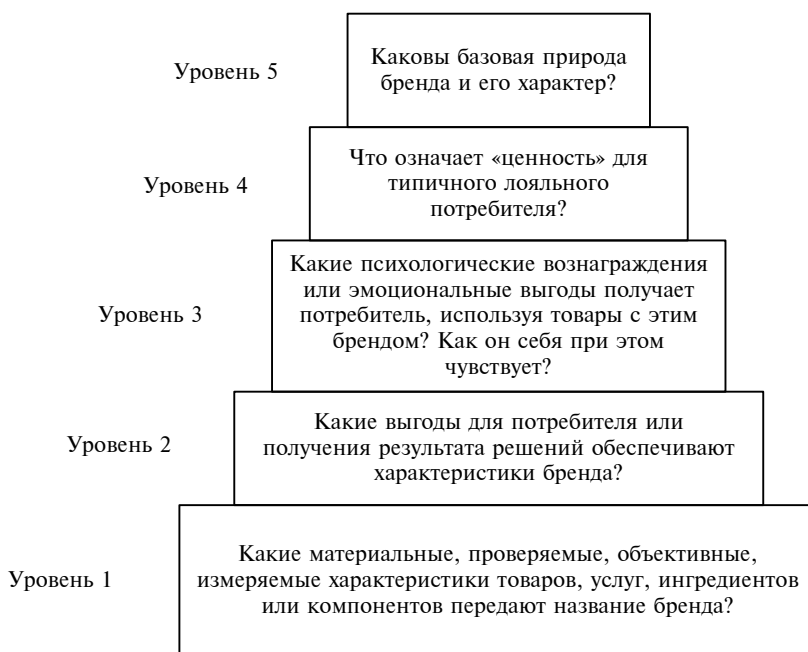 Уровень 5
Каковы базовая природа
бренда и его характер?
Уровень 4
Что означает «ценность» для
типичного лояльного
потребителя?
Уровень 3
Какие психологические вознаграждения
или эмоциональные выгоды получает
потребитель, используя товары с этим
брендом? Как он себя при этом
чувствует?
Уровень 2
Какие выгоды для потребителя или
получения результата решений обеспечивают
характеристики бренда?
Уровень 1
Какие материальные, проверяемые, объективные,
измеряемые характеристики товаров, услуг, ингредиентов
или компонентов передают название бренда?